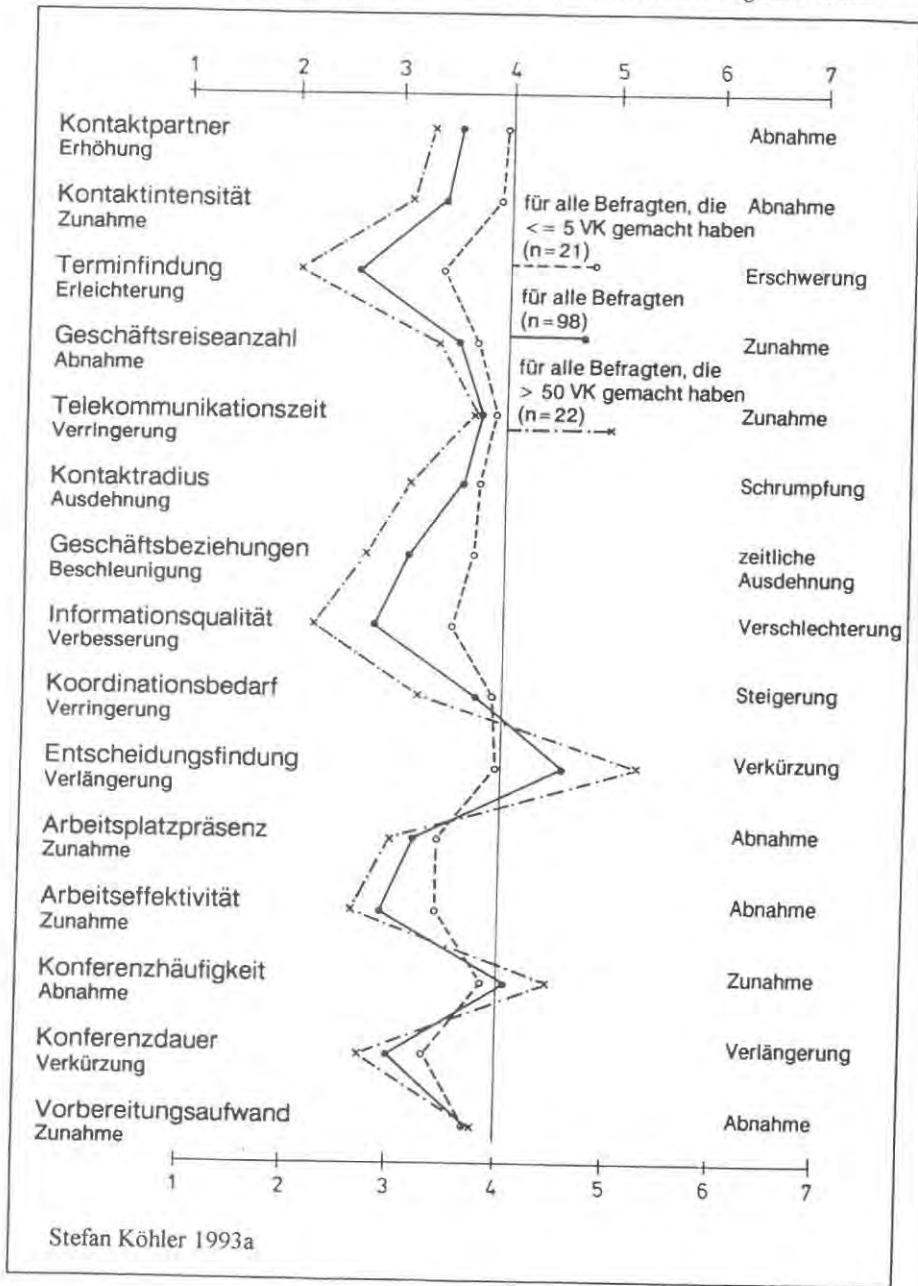 1 2 3 4 5 6 7
Kontaktpartner
Erhöhung
Abnahme
Kontaktintensität
Zunahme
Abnahme
für alle Befragten, die
<= 5 VK gemacht haben
(n=21)
Terminfindung
Erleichterung
Erschwerung
für alle Befragten
(n=98)
Geschäftsreiseanzahl
Abnahme
Zunahme
für alle Befragten, die
> 50 VK gemacht haben
(n=22)
Telekommunikationszeit
Verringerung
Zunahme
Kontaktradius
Ausdehnung
Schrumpfung
Geschäftsbeziehungen
Beschleunigung
zeitliche
Ausdehnung
Informationsqualität
Verbesserung
Verschlechterung
Koordinationsbedarf
Verringerung
Steigerung
Entscheidungsfindung
Verlängerung
Verkürzung
Arbeitsplatzpräsenz
Zunahme
Abnahme
Arbeitseffektivität
Zunahme
Abnahme
Konferenzhäufigkeit
Abnahme
Zunahme
Konferenzdauer
Verkürzung
Verlängerung
Vorbereitungsaufwand
Zunahme
Abnahme
1 2 3 4 5 6 7
Stefan Köhler 1993a